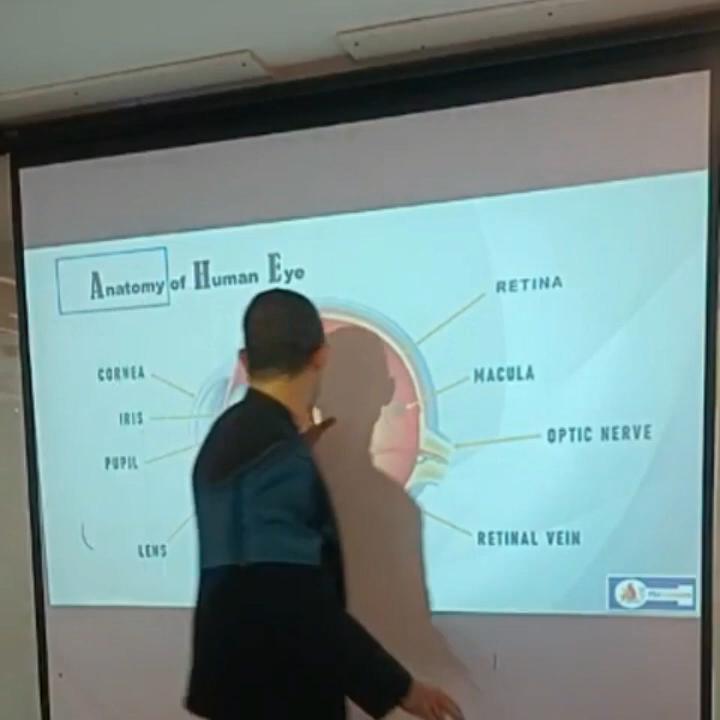 Anatomy of Human Eye
RETINA
CORNEA
MACULA
IRIS
OPTIC NERVE
PUPIL
RETINAL VEIN
LENS